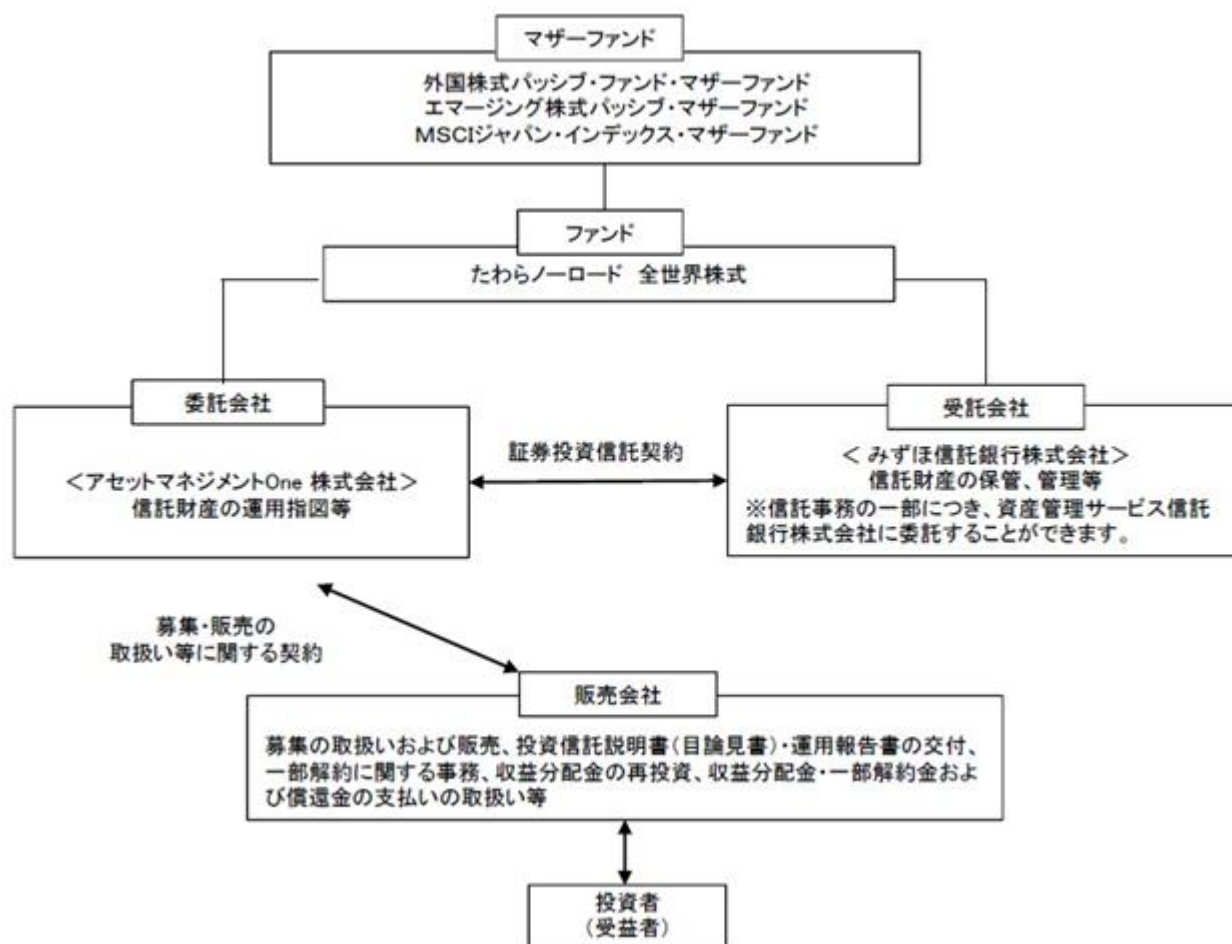 マザーファンド
外国株式パッシブ・ファンド・マザーファンド
エマージング株式パッシブ・マザーファンド
MSCIジャパン・インデックス・マザーファンド
ファンド
たわらノーロード 全世界株式
委託会社
<アセットマネジメントOne 株式会社>
信託財産の運用指図等
証券投資信託契約
受託会社
< みずほ信託銀行株式会社>
信託財産の保管、管理等
※信託事務の一部につき、資産管理サービス信託
銀行株式会社に委託することができます。
募集・販売の
取扱い等に関する契約
販売会社
募集の取扱いおよび販売、投資信託説明書(目論見書)・運用報告書の交付、
一部解約に関する事務、収益分配金の再投資、収益分配金・一部解約金およ
び償還金の支払いの取扱い等
投資者
(受益者)